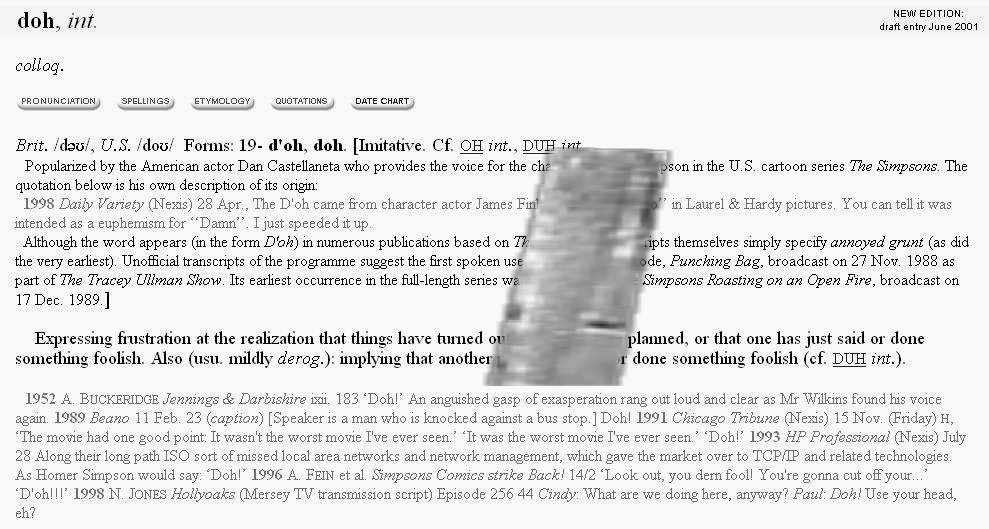 doh, int.
NEW EDITION:
draft entry June 2001
colloq.
PRONUNCIATION SPELLINGS ETYMOLOGY QUOTATIONS DATE CHART
Brit. /dəʊ/, U.S. /doʊ/ Forms: 19- d'oh, doh. [Imitative. Cf. OH int., DUH int.
Popularized by the American actor Dan Castellaneta who provides the voice for the in the U.S. cartoon series The Simpsons. The
quotation below is his own description of its origin:
1998 Daily Variety (Nexis) 28 Apr., The D'oh came from character actor James in Laurel & Hardy pictures. You can tell it was
intended as a euphemism for ‘‘Damn’’. I just speeded it up.
Although the word appears (in the form D'oh) in numerous publications based on themselves simply specify annoyed grunt (as did
the very earliest). Unofficial transcripts of the programme suggest the first spoken use Punching Bag, broadcast on 27 Nov. 1988 as
part of The Tracey Ullman Show. Its earliest occurrence in the full-length series Simpsons Roasting on an Open Fire, broadcast on
17 Dec. 1989.]
Expressing frustration at the realization that things have turned planned, or that one has just said or done
something foolish. Also (usu. mildly derog.): implying that another done something foolish (cf. DUH int.).
1952 A. BUCKERIDGE Jennings & Darbishire ixii. 183 ‘Doh!’ An anguished gasp of exasperation rang out loud and clear as Mr Wilkins found his voice
again. 1989 Beano 11 Feb. 23 (caption) [Speaker is a man who is knocked against a bus stop.] Doh! 1991 Chicago Tribune (Nexis) 15 Nov. (Friday) H,
‘The movie had one good point: It wasn't the worst movie I've ever seen.’ ‘It was the worst movie I've ever seen.’ ‘Doh!’ 1993 HP Professional (Nexis) July
28 Along their long path ISO sort of missed local area networks and network management, which gave the market over to TCP/IP and related technologies.
As Homer Simpson would say: ‘Doh!’ 1996 A. FEIN et al. Simpsons Comics strike Back! 14/2 ‘Look out, you dern fool! You're gonna cut off your...’
‘D'oh!!!’ 1998 N. JONES Hollyoaks (Mersey TV transmission script) Episode 256 44 Cindy: What are we doing here, anyway? Paul: Doh! Use your head,
eh?